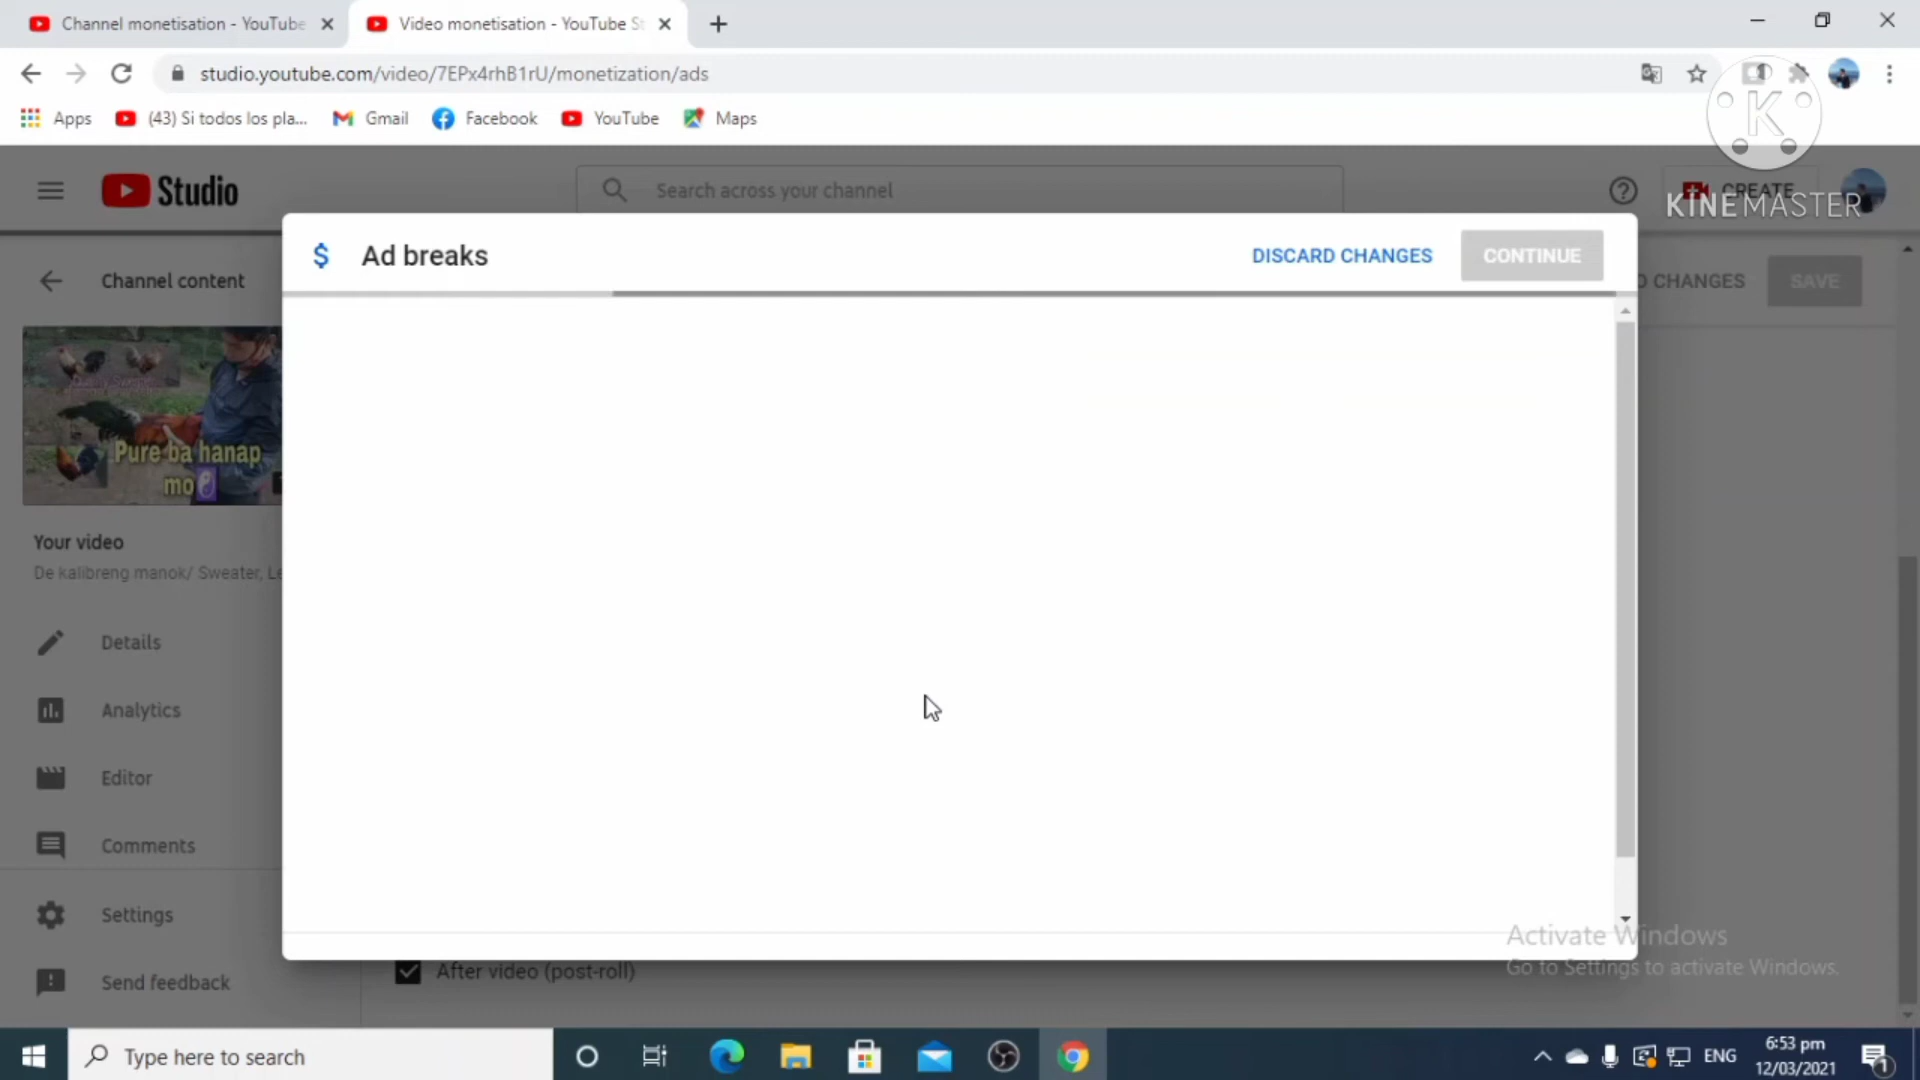 Channel monetisation - YouTube
Video monetisation - YouTube St
studio.youtube.com/video/7EPx4rhB1rU/monetization/ads
Apps
(43) Si todos los pla...
Gmail
Facebook
YouTube
Maps
K
KINEMASTER
Studio
Search across your channel
CREATE
Ad breaks
DISCARD CHANGES
CONTINUE
Channel content
CHANGES
SAVE
Pure ba hanap
mo
Your video
De kalibreng manok/ Sweater, Le
Details
Analytics
Editor
Comments
Settings
Send feedback
After video (post-roll)
Activate Windows
Go to Settings to activate Windows.
Type here to search
ENG
6:53 pm
12/03/2021
1